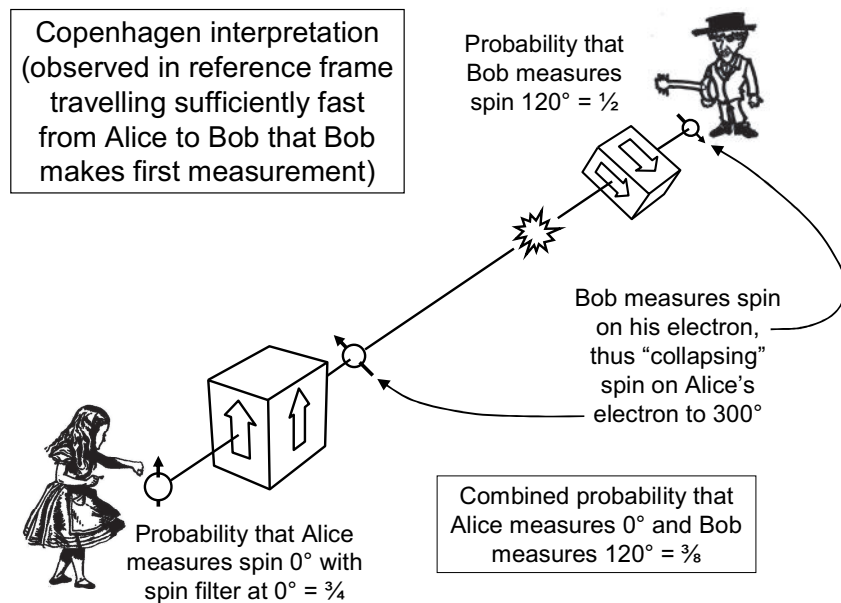 Copenhagen interpretation
(observed in reference frame
travelling sufficiently fast
from Alice to Bob that Bob
makes first measurement)
Probability that
Bob measures
spin 120° = ½
Bob measures spin
on his electron,
thus “collapsing”
spin on Alice’s
electron to 300°
Probability that Alice
measures spin 0° with
spin filter at 0° = ¾
Combined probability that
Alice measures 0° and Bob
measures 120° = ⅜